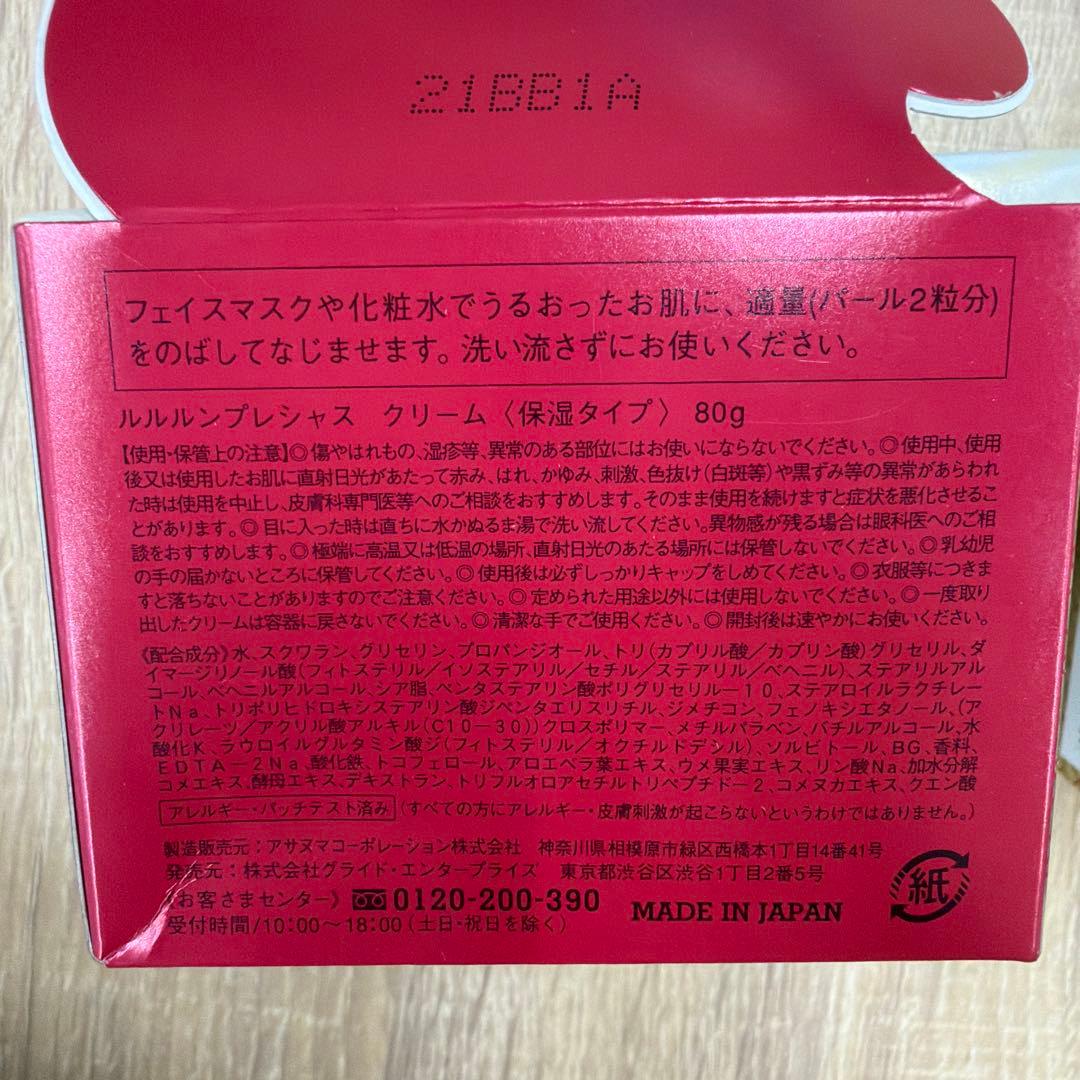 21BB1A
フェイスマスクや化粧水でうるおったお肌に、適量(パール2粒分)
をのばしてなじませます。洗い流さずにお使いください。
ルルルンプレシャス クリーム〈保湿タイプ〉 80g
【使用・保管上の注意】◎傷やはれもの、湿疹等、異常のある部位にはお使いにならないでください。◎使用中、使用
後又は使用したお肌に直射日光があたって赤み、はれ、かゆみ、刺激、色抜け(白斑等)や黒ずみ等の異常があらわれ
た時は使用を中止し、皮膚科専門医等へのご相談をおすすめします。そのまま使用を続けますと症状を悪化させるこ
とがあります。◎目に入った時は直ちに水かぬるま湯で洗い流してください。異物感が残る場合は眼科医へのご相
談をおすすめします。◎極端に高温又は低温の場所、直射日光のあたる場所には保管しないでください。◎乳幼児
の手の届かないところに保管してください。◎使用後は必ずしっかりキャップをしめてください。◎衣服等につきま
すと落ちないことがありますのでご注意ください。◎定められた用途以外には使用しないでください。◎一度取り
出したクリームは容器に戻さないでください。◎清潔な手でご使用ください。◎開封後は速やかにお使いください。
《配合成分》水、スクワラン、グリセリン、プロパンジオール、トリ(カプリル酸/カプリン酸)グリセリル、ダ
イマージリノール酸(フィトステリル/イソステアリル/セチル/ステアリル/ベヘニル)、ステアリルアル
コール、ベヘニルアルコール、シア脂、ペンタステアリン酸ポリグリセリル-10、ステアロイルラクチレー
トNa、トリポリヒドロキシステアリン酸ジペンタエリスリチル、ジメチコン、フェノキシエタノール、(ア
クリレーツ/アクリル酸アルキル(C10-30))クロスポリマー、メチルパラベン、バチルアルコール、水
酸化K、ラウロイルグルタミン酸ジ(フィトステリル/オクチルドデシル)、ソルビトール、BG、香料、
EDTA-2Na、酸化鉄、トコフェロール、アロエベラ葉エキス、ウメ果実エキス、リン酸Na、加水分解
コメエキス、酵母エキス、デキストラン、トリフルオロアセチルトリペプチド-2、コメヌカエキス、クエン酸
アレルギー・パッチテスト済み (すべての方にアレルギー・皮膚刺激が起こらないというわけではありません。)
製造販売元:アサヌマコーポレーション株式会社 神奈川県相模原市緑区西橋本1丁目14番41号
発売元:株式会社グライド・エンタープライズ 東京都渋谷区渋谷1丁目2番5号
《お客さまセンター》 0120-200-390
受付時間/10:00〜18:00(土日・祝日を除く)
MADE IN JAPAN
紙